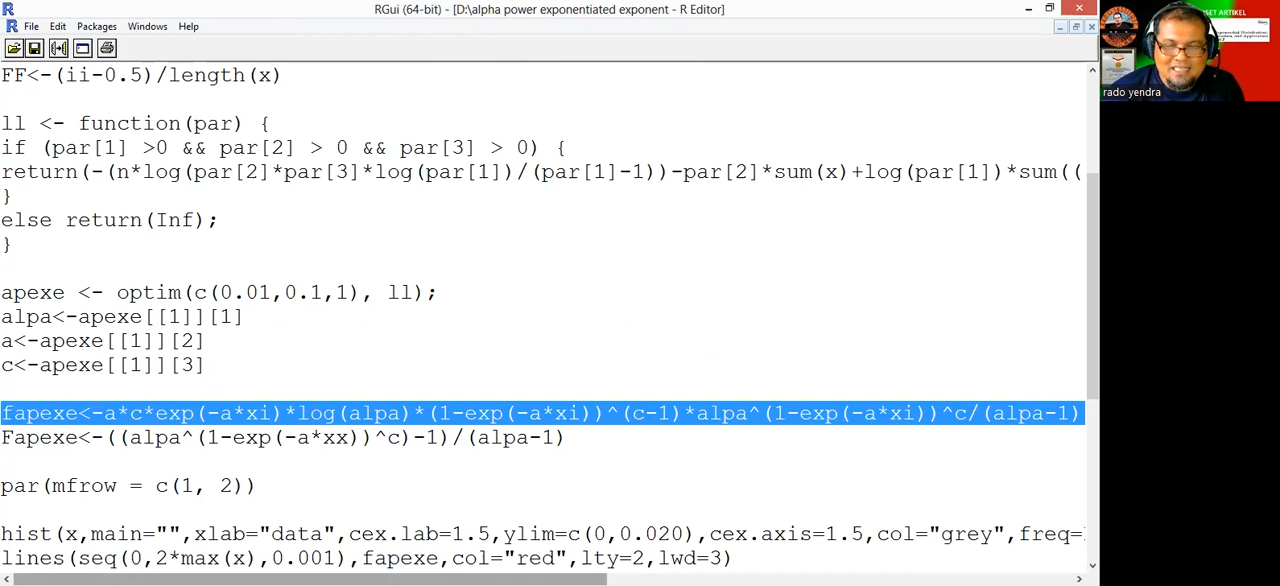 RGui (64-bit) - [D:\alpha power exponentiated exponent - R Editor]
File Edit Packages Windows Help
FF<-(ii-0.5)/length(x)
ll <- function(par) {
if (par[1] >0 && par[2] > 0 && par[3] > 0) {
return(-(n*log(par[2]*par[3]*log(par[1])/(par[1]-1))-par[2]*sum(x)+log(par[1])*sum((
}
else return(Inf);
}
apexe <- optim(c(0.01,0.1,1), ll);
alpa<-apexe[[1]][1]
a<-apexe[[1]][2]
c<-apexe[[1]][3]
fapexe<-a*c*exp(-a*xi)*log(alpa)*(1-exp(-a*xi))^(c-1)*alpa^(1-exp(-a*xi))^c/(alpa-1)
Fapexe<-((alpa^(1-exp(-a*xx))^c)-1)/(alpa-1)
par(mfrow = c(1, 2))
hist(x,main="",xlab="data",cex.lab=1.5,ylim=c(0,0.020),cex.axis=1.5,col="grey",freq=
lines(seq(0,2*max(x),0.001),fapexe,col="red",lty=2,lwd=3)
SET ARTIKEL
rado yendra